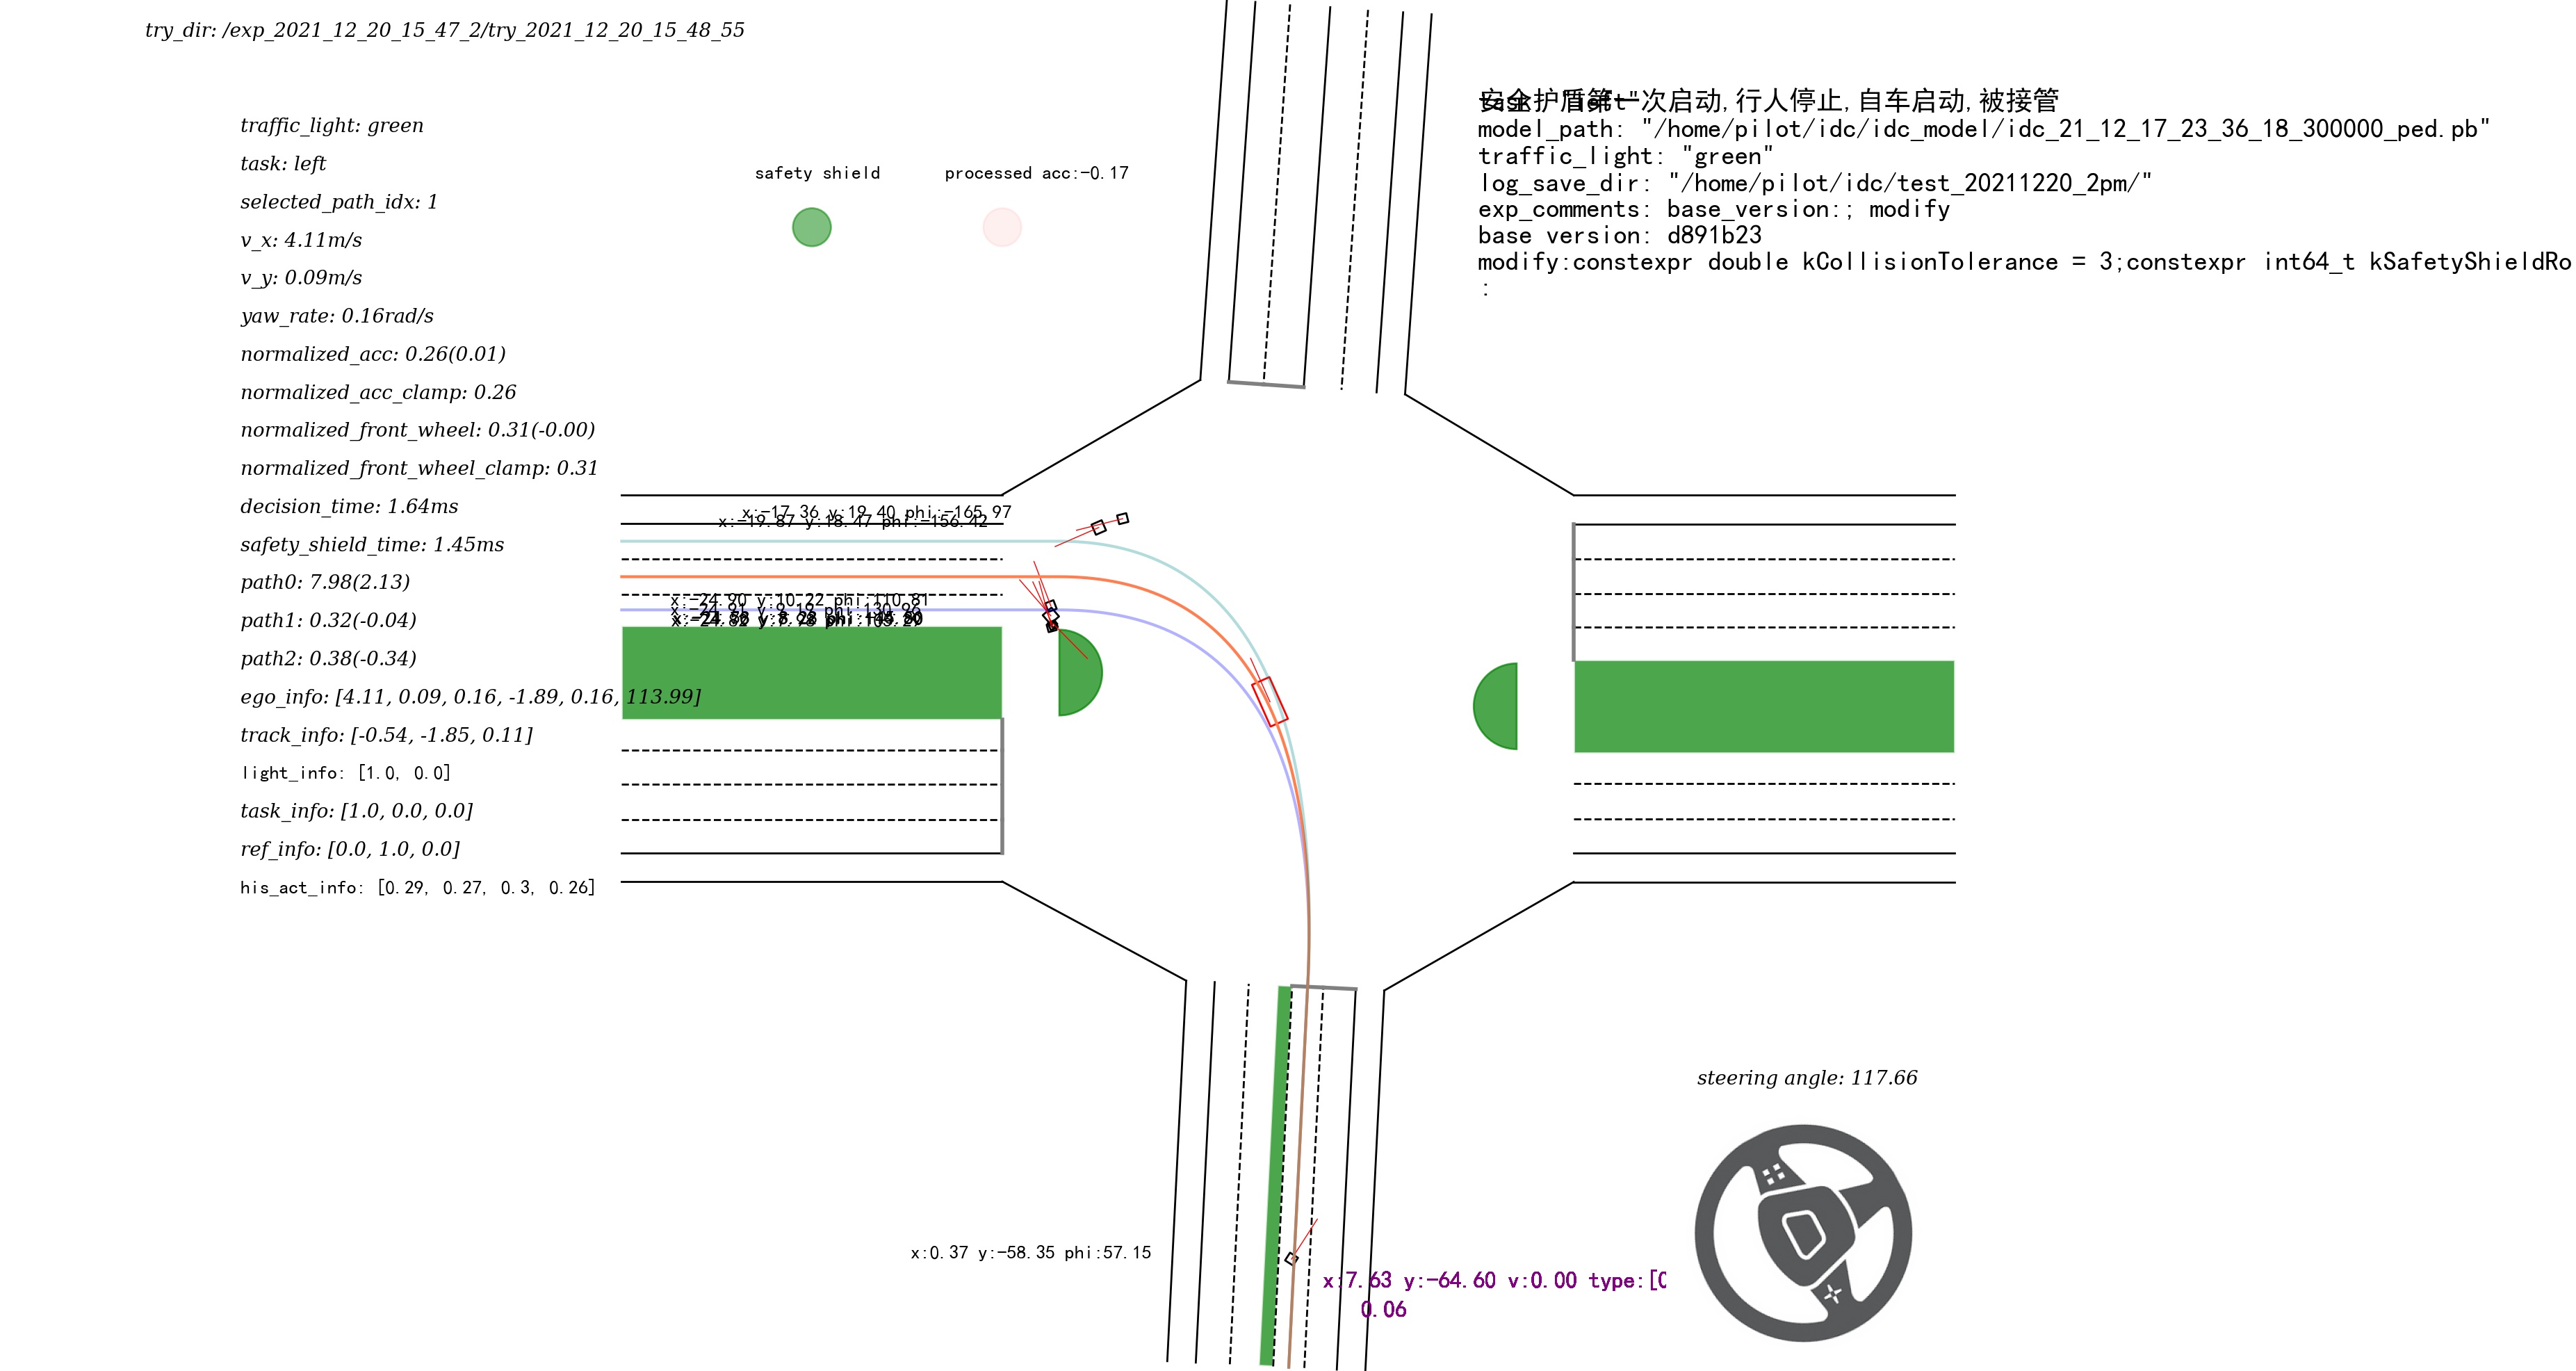 try_dir: /exp_2021_12_20_15_47_2/try_2021_12_20_15_48_55
traffic_light: green
task: left
selected_path_idx: 1
v_x: 4.11m/s
v_y: 0.09m/s
yaw_rate: 0.16rad/s
normalized_acc: 0.26(0.01)
normalized_acc_clamp: 0.26
normalized_front_wheel: 0.31(-0.00)
normalized_front_wheel_clamp: 0.31
decision_time: 1.64ms
safety_shield_time: 1.45ms
path0: 7.98(2.13)
path1: 0.32(-0.04)
path2: 0.38(-0.34)
ego_info: [4.11, 0.09, 0.16, -1.89, 0.16, 113.99]
track_info: [-0.54, -1.85, 0.11]
light_info: [1.0, 0.0]
task_info: [1.0, 0.0, 0.0]
ref_info: [0.0, 1.0, 0.0]
his_act_info: [0.29, 0.27, 0.3, 0.26]
safety shield
processed acc:-0.17
安全护盾第一次启动,行人停止,自车启动,被接管
model_path: "/home/pilot/idc/idc_model/idc_21_12_17_23_36_18_300000_ped.pb"
traffic_light: "green"
log_save_dir: "/home/pilot/idc/test_20211220_2pm/"
exp_comments: base_version:; modify
base version: d891b23
modify:constexpr double kCollisionTolerance = 3;constexpr int64_t kSafetyShieldRo
:
x:-17.36 y:19.40 phi:-165.97
x:-19.87 y:18.47 phi:-156.42
x:-24.90 y:10.22 phi:110.81
x:-24.91 y:9.19 phi:130.96
x:0.37 y:-58.35 phi:57.15
x:7.63 y:-64.60 v:0.00 type:[0
0.06
steering angle: 117.66